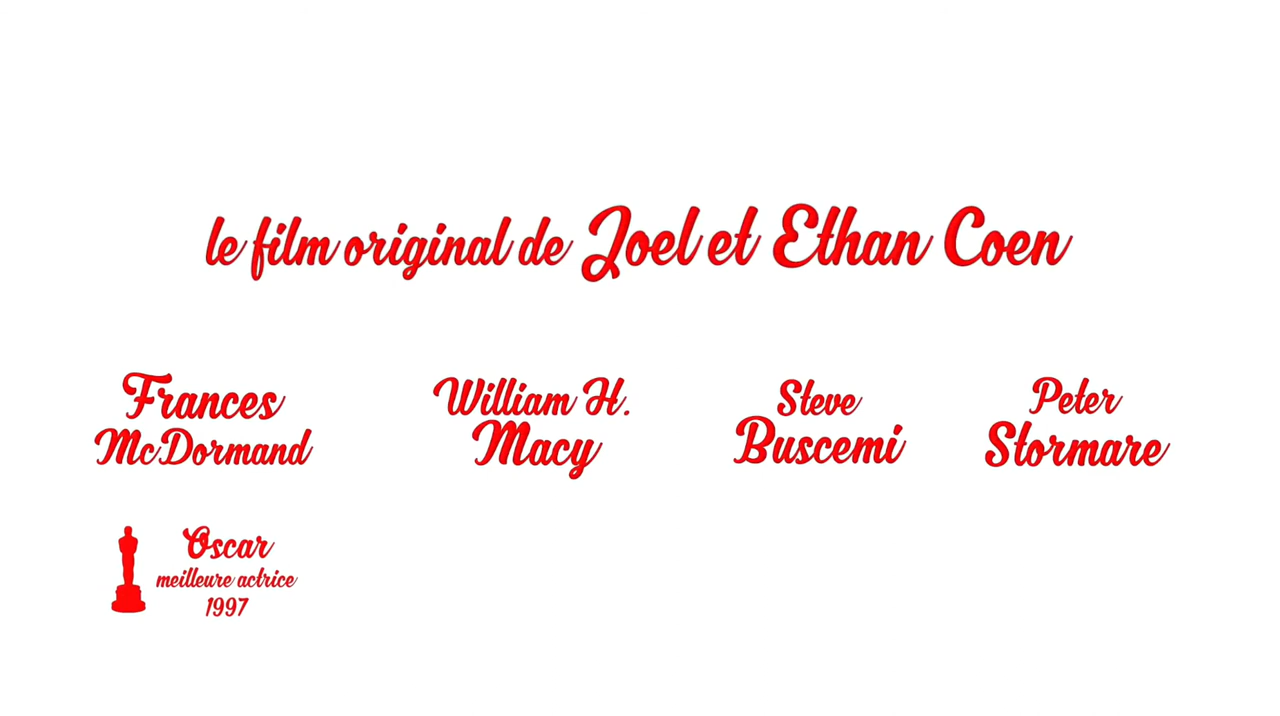 le film original de Joel et Ethan Coen
Frances
McDormand
William H.
Macy
Steve
Buscemi
Peter
Stormare
Oscar
meilleure actrice
1997